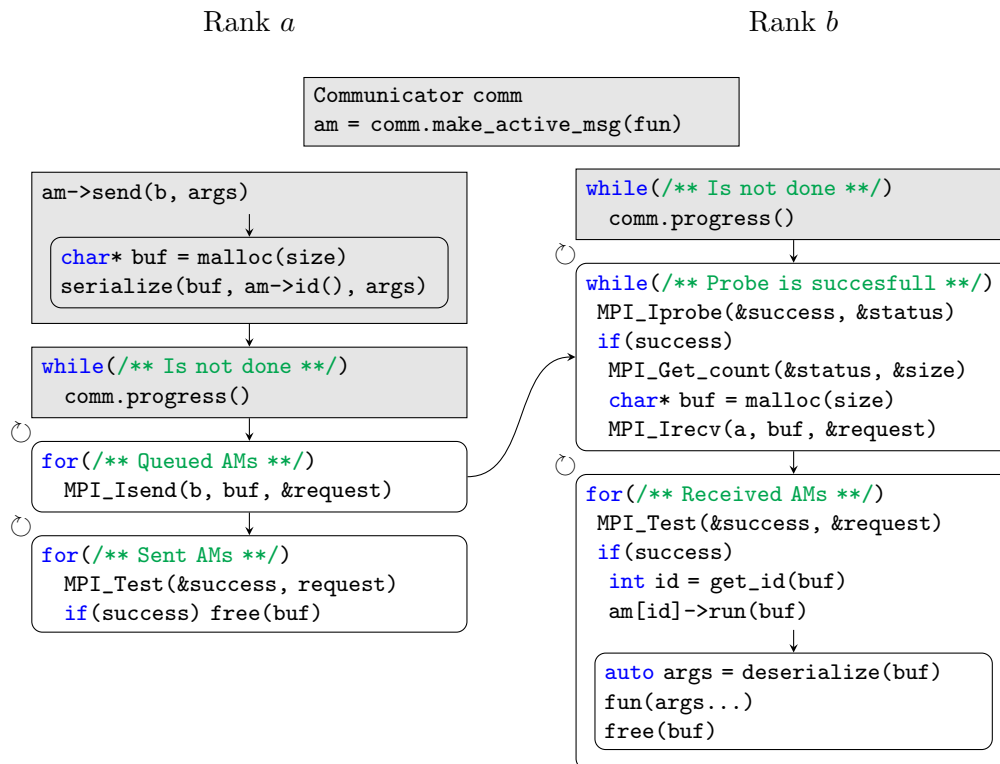 Rank a
Rank b
Communicator comm
am = comm.make_active_msg(fun)
am->send(b, args)
char* buf = malloc(size)
serialize(buf, am->id(), args)
while(/** Is not done **/)
comm.progress()
for(/** Queued AMs **/)
MPI_Isend(b, buf, &request)
for(/** Sent AMs **/)
MPI_Test(&success, request)
if(success) free(buf)
while(/** Is not done **/)
comm.progress()
while(/** Probe is succesfull **/)
MPI_Iprobe(&success, &status)
if(success)
MPI_Get_count(&status, &size)
char* buf = malloc(size)
MPI_Irecv(a, buf, &request)
for(/** Received AMs **/)
MPI_Test(&success, &request)
if(success)
int id = get_id(buf)
am[id]->run(buf)
auto args = deserialize(buf)
fun(args...)
free(buf)